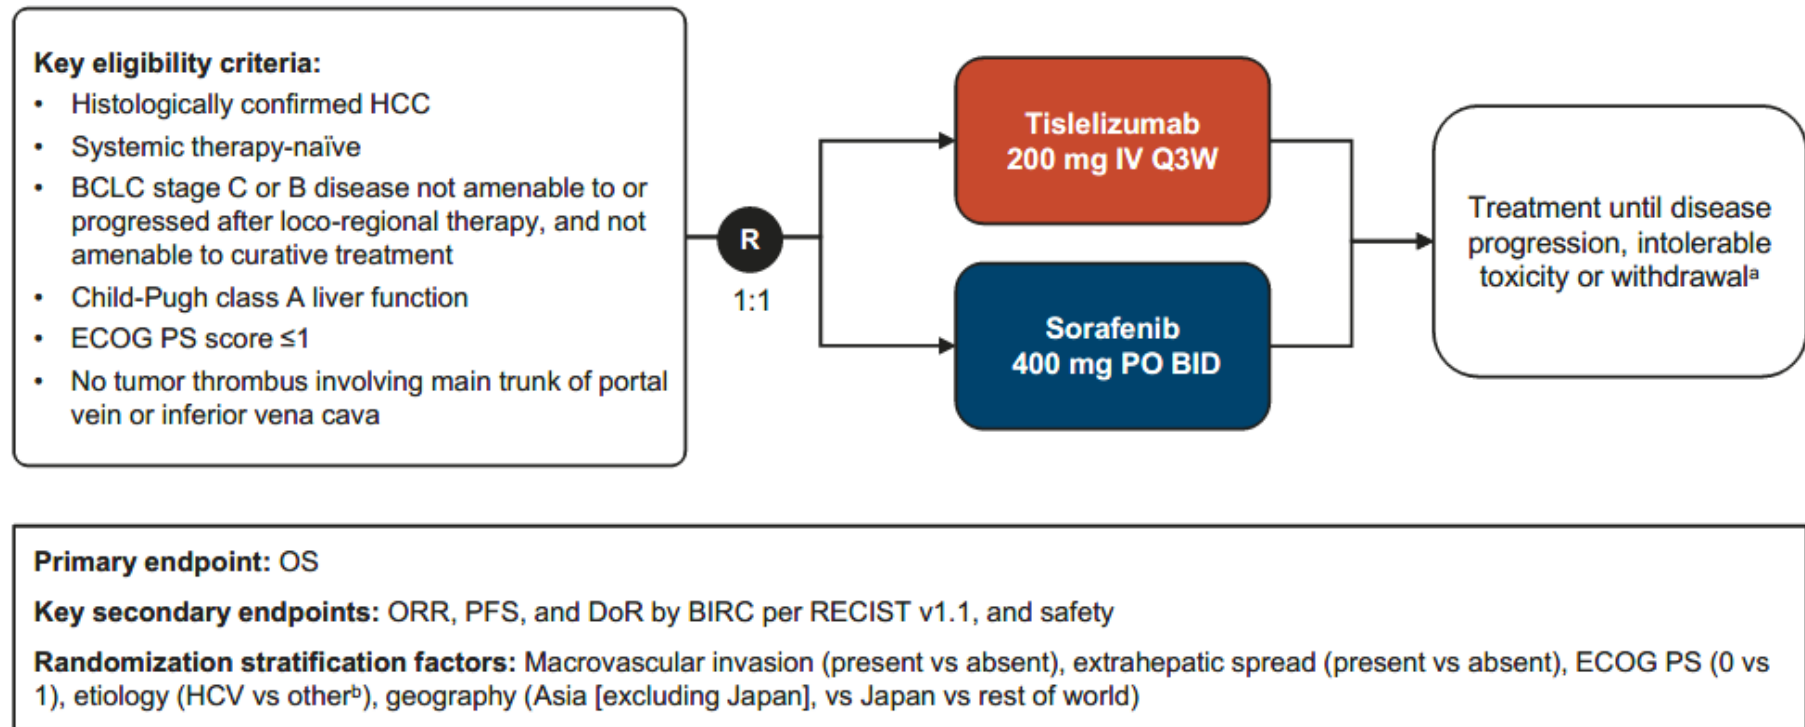 Key eligibility criteria:
• Histologically confirmed HCC
• Systemic therapy-naïve
• BCLC stage C or B disease not amenable to or
progressed after loco-regional therapy, and not
amenable to curative treatment
• Child-Pugh class A liver function
• ECOG PS score ≤1
• No tumor thrombus involving main trunk of portal
vein or inferior vena cava
R
1:1
Tislelizumab
200 mg IV Q3W
Sorafenib
400 mg PO BID
Treatment until disease
progression, intolerable
toxicity or withdrawalᵃ
Primary endpoint: OS
Key secondary endpoints: ORR, PFS, and DoR by BIRC per RECIST v1.1, and safety
Randomization stratification factors: Macrovascular invasion (present vs absent), extrahepatic spread (present vs absent), ECOG PS (0 vs
1), etiology (HCV vs otherᵇ), geography (Asia [excluding Japan], vs Japan vs rest of world)